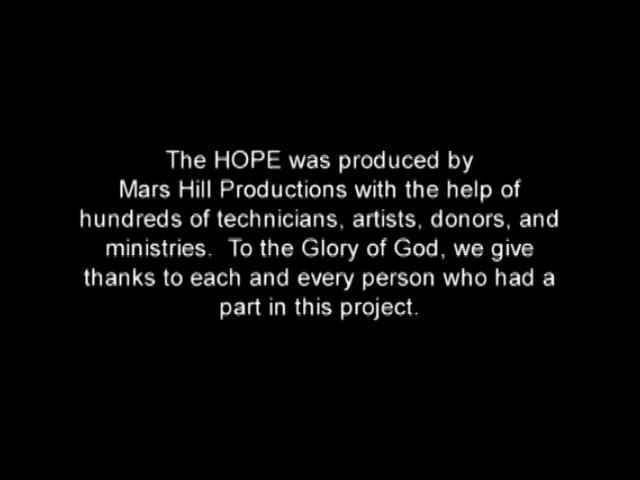 The HOPE was produced by
Mars Hill Productions with the help of
hundreds of technicians, artists, donors, and
ministries.  To the Glory of God, we give
thanks to each and every person who had a
part in this project.